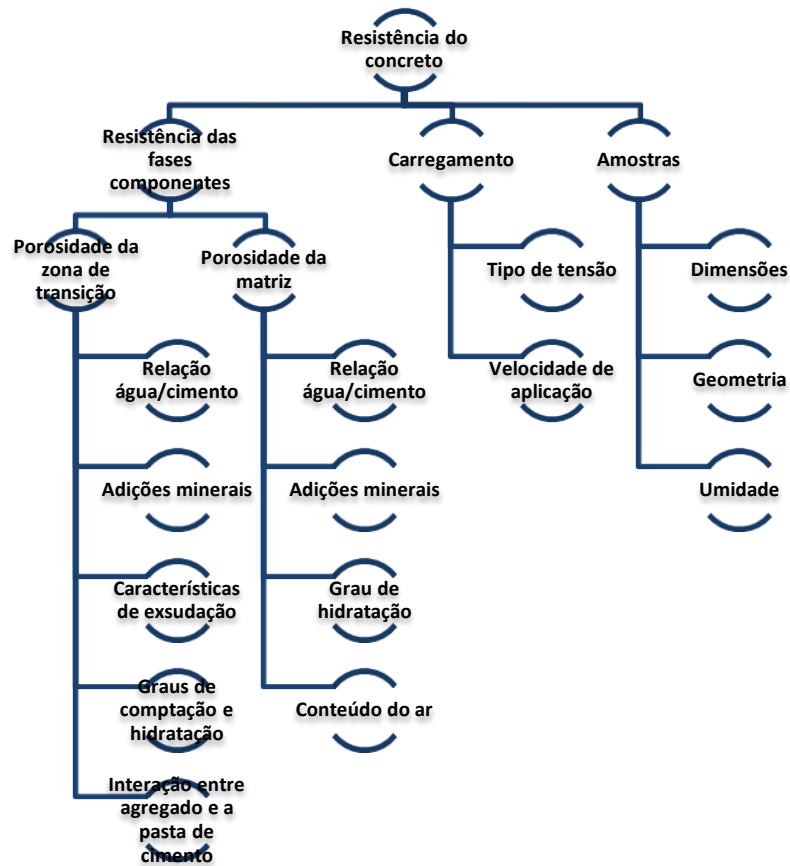 Resistência do
concreto
Resistência das
fases
componentes
Carregamento
Amostras
Porosidade da
zona de
transição
Porosidade da
matriz
Tipo de tensão
Dimensões
Relação
água/cimento
Relação
água/cimento
Velocidade de
aplicação
Geometria
Adições minerais
Adições minerais
Umidade
Características
de exsudação
Grau de
hidratação
Graus de
comptação e
hidratação
Conteúdo do ar
Interação entre
agregado e a
pasta de
cimento